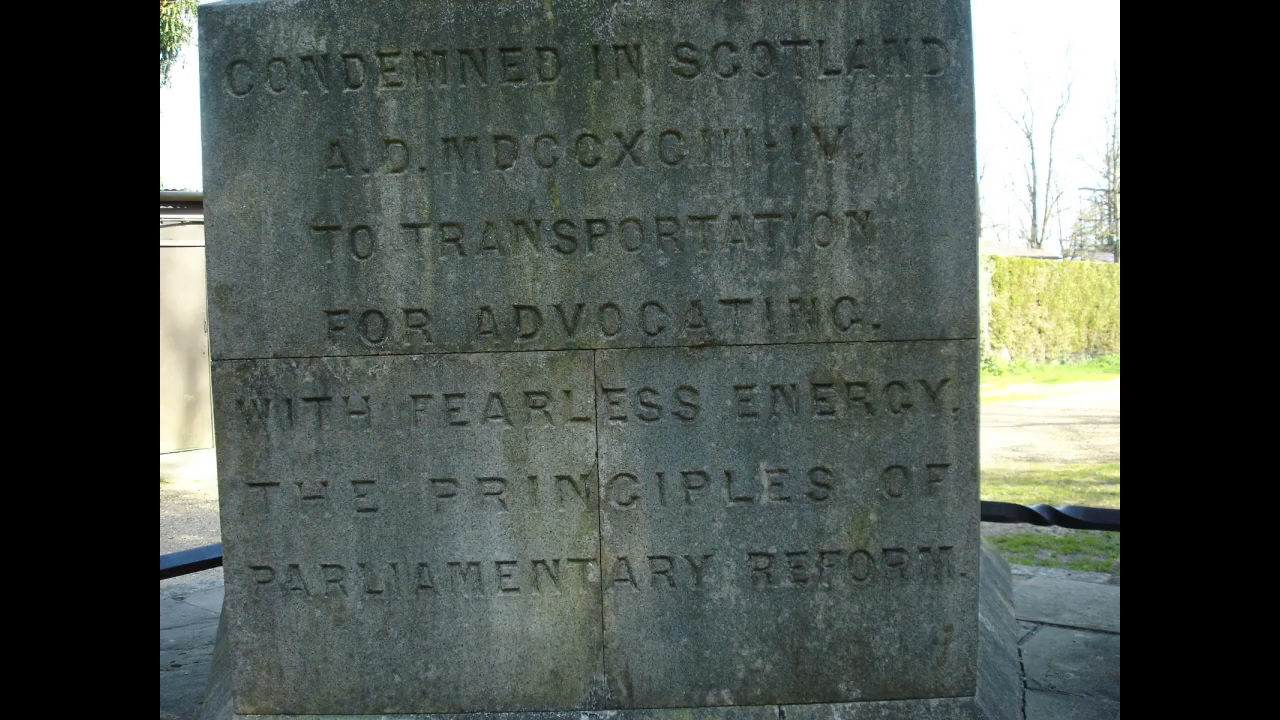 CONDEMNED IN SCOTLAND
A.D. MDCCXCIII-IV.
TO TRANSPORTATION
FOR ADVOCATING.
WITH FEARLESS ENERGY,
THE PRINCIPLES OF
PARLIAMENTARY REFORM.